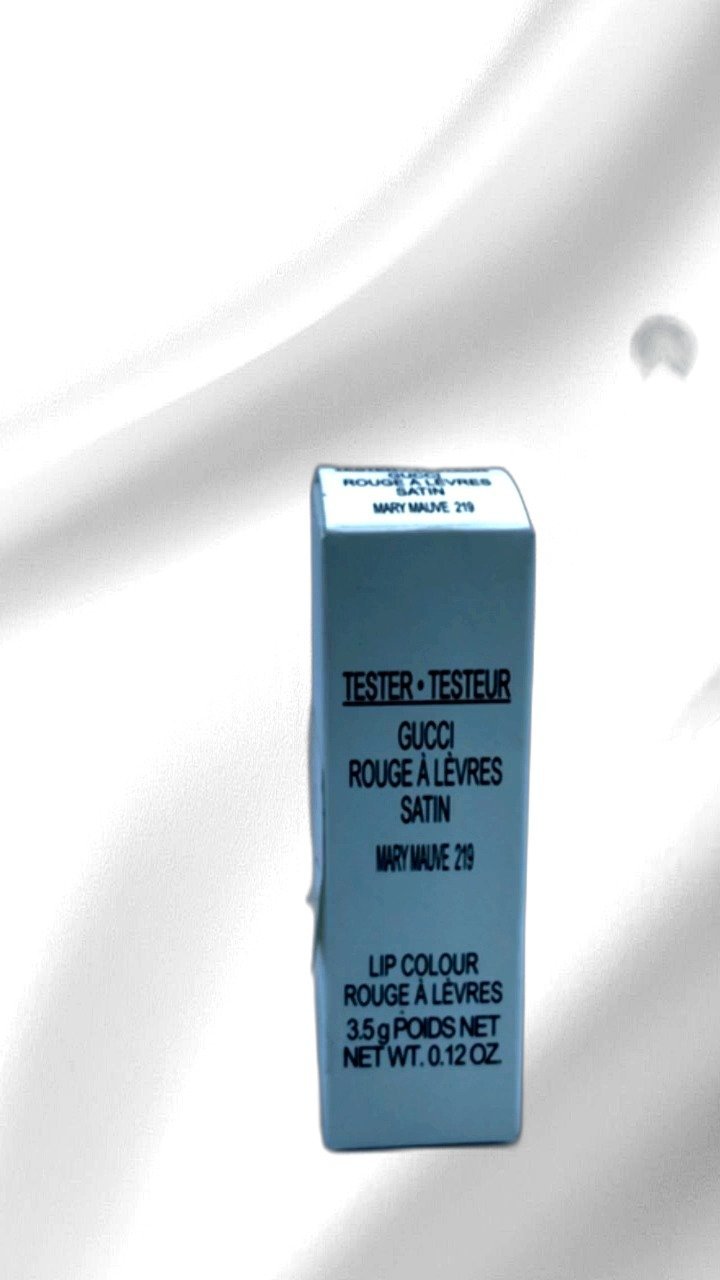 TESTER
GUCCI
ROUGE À LÈVRES
SATIN
MARY MAUVE 219
TESTER • TESTEUR
GUCCI
ROUGE À LÈVRES
SATIN
MARY MAUVE 219
LIP COLOUR
ROUGE À LÈVRES
3.5 g POIDS NET
NET WT. 0.12 OZ.